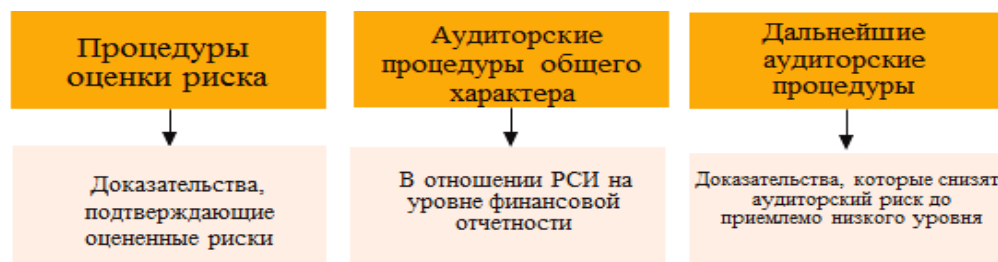 Процедуры
оценки риска
Аудиторские
процедуры общего
характера
Дальнейшие
аудиторские
процедуры
Доказательства,
подтверждающие
оцененные риски
В отношении РСИ на
уровне финансовой
отчетности
Доказательства, которые снизят
аудиторский риск до
приемлемо низкого уровня